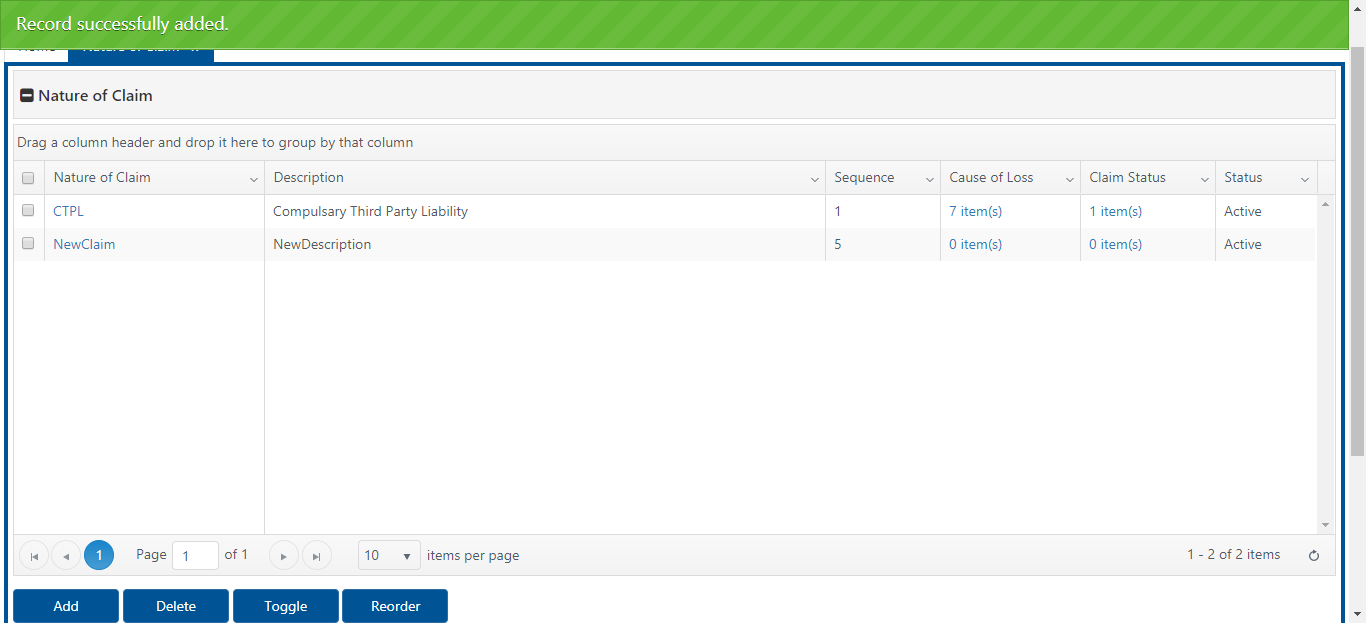 Record successfully added.
Nature of Claim
Drag a column header and drop it here to group by that column
Nature of Claim Description Sequence Cause of Loss Claim Status Status
CTPL Compulsary Third Party Liability 1 7 item(s) 1 item(s) Active
NewClaim NewDescription 5 0 item(s) 0 item(s) Active
1 Page 1 of 1 10 items per page 1 - 2 of 2 items
Add Delete Toggle Reorder